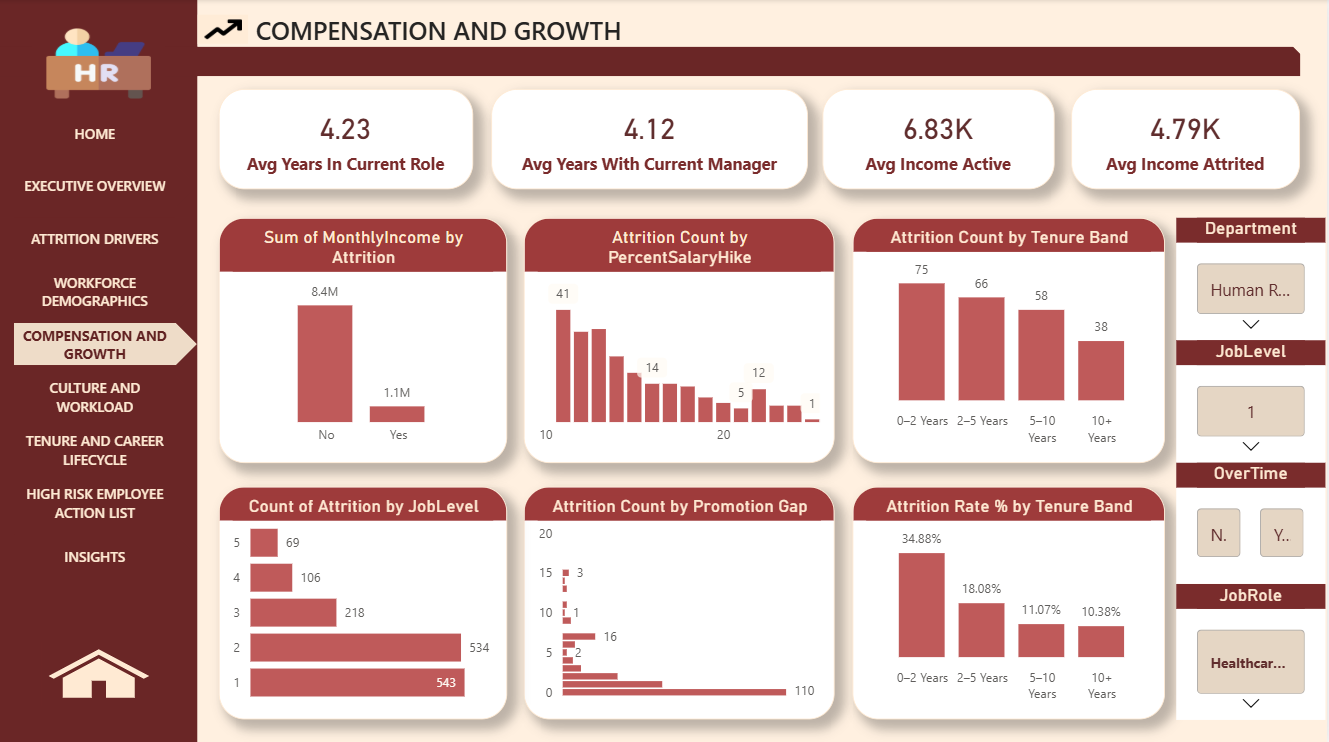 COMPENSATION AND GROWTH
HR
HOME
EXECUTIVE OVERVIEW
ATTRITION DRIVERS
WORKFORCE
DEMOGRAPHICS
COMPENSATION AND
GROWTH
CULTURE AND
WORKLOAD
TENURE AND CAREER
LIFECYCLE
HIGH RISK EMPLOYEE
ACTION LIST
INSIGHTS
4.23
Avg Years In Current Role
4.12
Avg Years With Current Manager
6.83K
Avg Income Active
4.79K
Avg Income Attrited
Sum of MonthlyIncome by
Attrition
8.4M
1.1M
No
Yes
Attrition Count by
PercentSalaryHike
41
14
5
12
1
10
20
Attrition Count by Tenure Band
75
66
58
38
0–2 Years
2–5 Years
5–10
Years
10+
Years
Count of Attrition by JobLevel
5
69
4
106
3
218
2
534
1
543
Attrition Count by Promotion Gap
20
15
3
10
1
16
5
2
0
110
Attrition Rate % by Tenure Band
34.88%
18.08%
11.07%
10.38%
0–2 Years
2–5 Years
5–10
Years
10+
Years
Department
Human R...
JobLevel
1
OverTime
N.
Y..
JobRole
Healthcar...